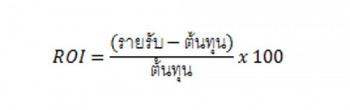 ROI = (รายรับ – ต้นทุน) / ต้นทุน x 100